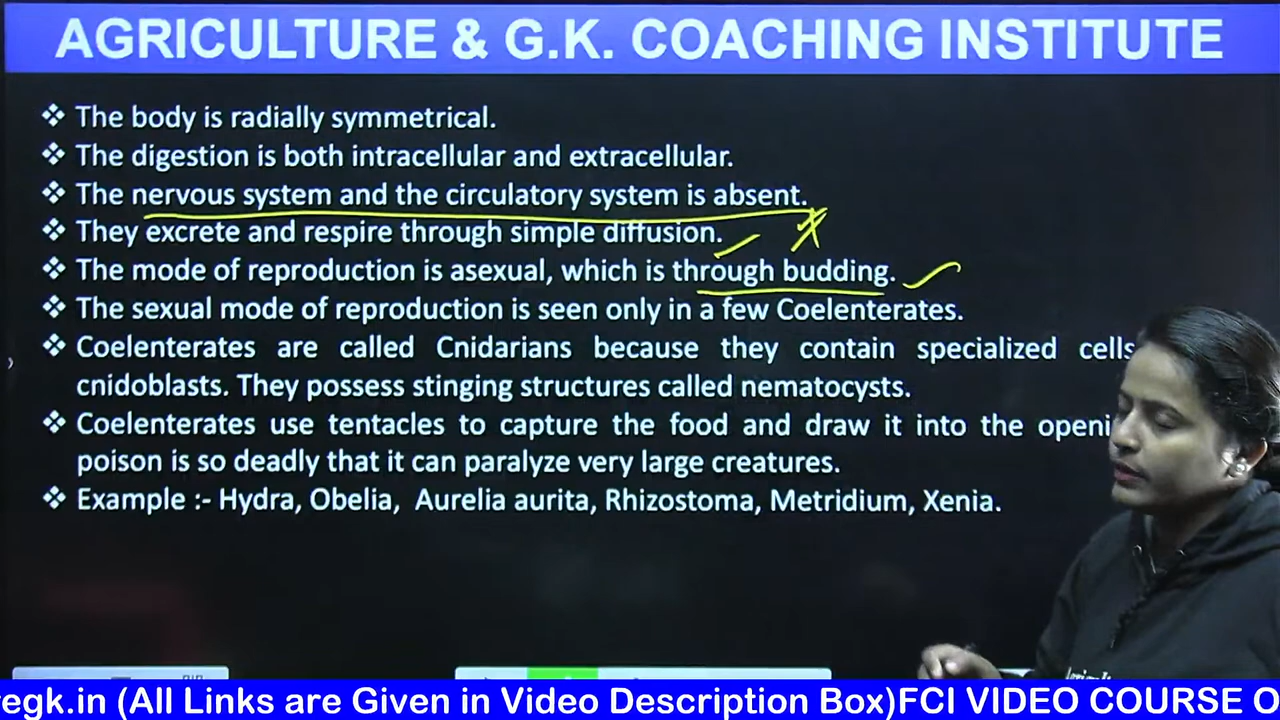 AGRICULTURE & G.K. COACHING INSTITUTE
❖ The body is radially symmetrical.
❖ The digestion is both intracellular and extracellular.
❖ The nervous system and the circulatory system is absent.
❖ They excrete and respire through simple diffusion.
❖ The mode of reproduction is asexual, which is through budding.
❖ The sexual mode of reproduction is seen only in a few Coelenterates.
❖ Coelenterates are called Cnidarians because they contain specialized cells
cnidoblasts. They possess stinging structures called nematocysts.
❖ Coelenterates use tentacles to capture the food and draw it into the openi
poison is so deadly that it can paralyze very large creatures.
❖ Example :- Hydra, Obelia, Aurelia aurita, Rhizostoma, Metridium, Xenia.
egk.in (All Links are Given in Video Description Box)FCI VIDEO COURSE O